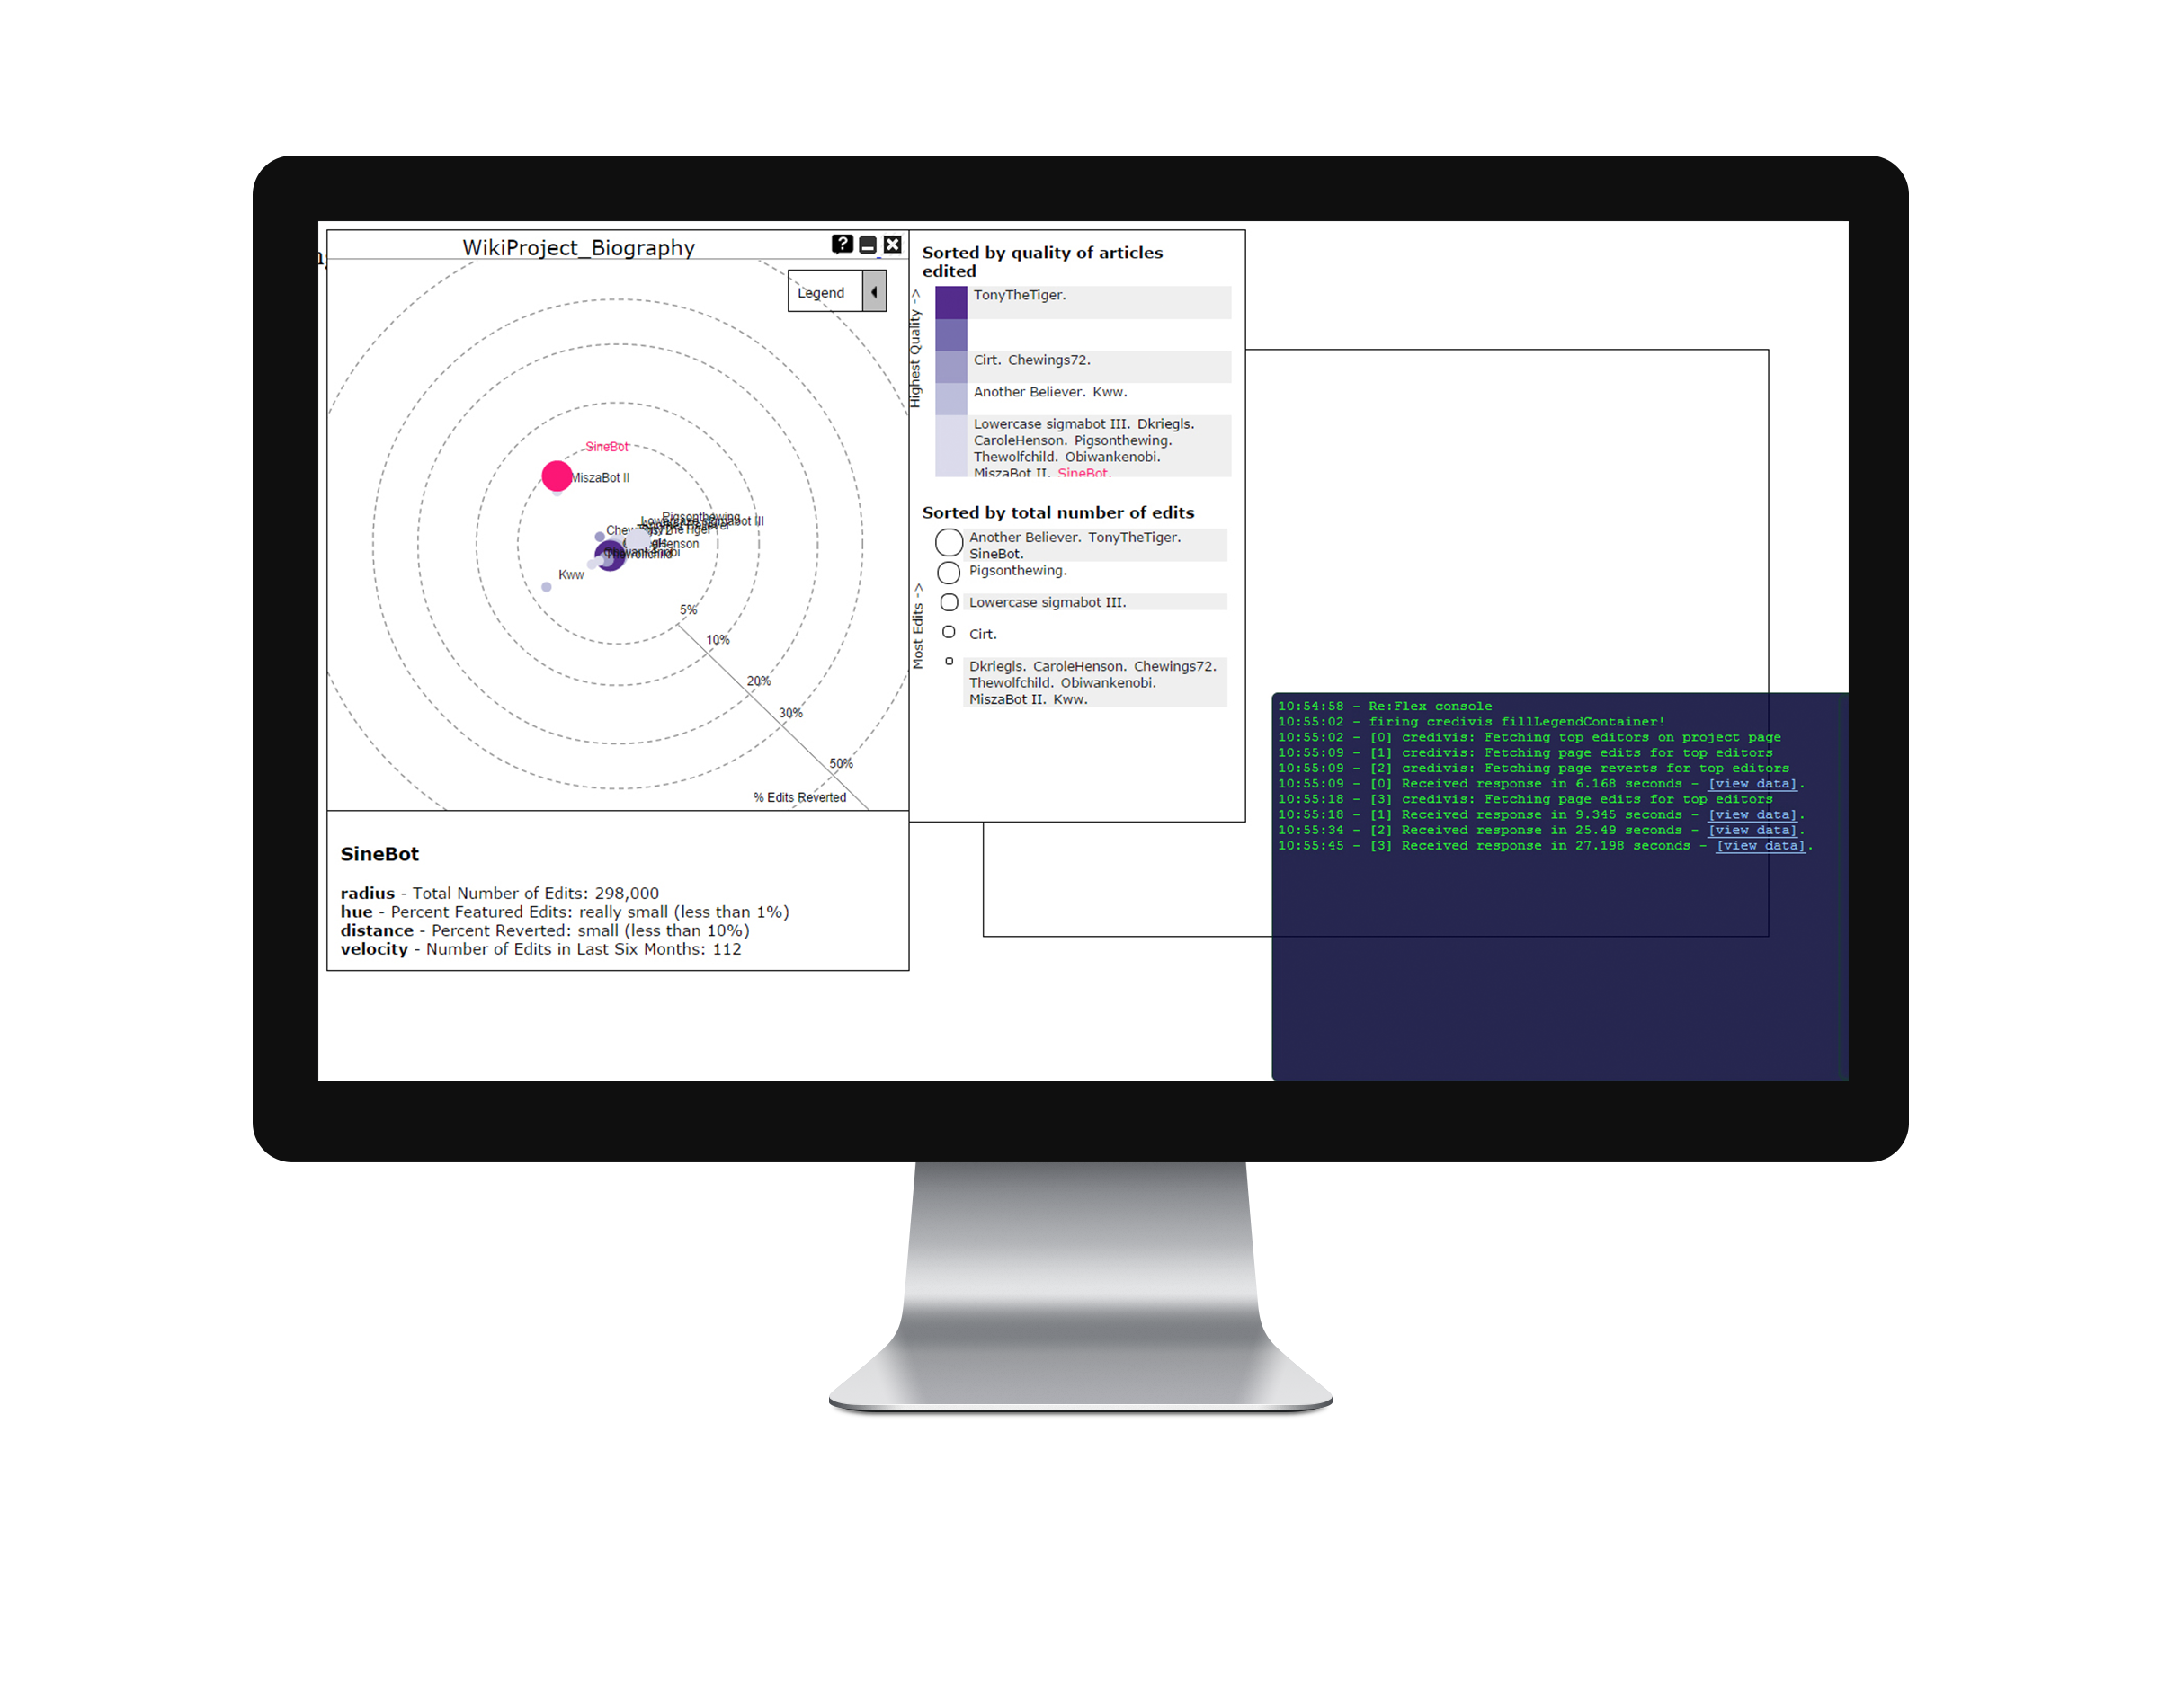 WikiProject_Biography
?
Legend
SineBot
MiszaBot II
Pigsonthewing
Kww
5%
10%
20%
30%
50%
% Edits Reverted
SineBot
radius - Total Number of Edits: 298,000
hue - Percent Featured Edits: really small (less than 1%)
distance - Percent Reverted: small (less than 10%)
velocity - Number of Edits in Last Six Months: 112
Sorted by quality of articles
edited
Highest Quality ->
TonyTheTiger.
Cirt. Chewings72.
Another Believer. Kww.
Lowercase sigmabot III. Dkriegls.
CaroleHenson. Pigsonthewing.
Thewolfchild. Obiwankenobi.
MiszaBot II. SineBot.
Sorted by total number of edits
Most Edits ->
Another Believer. TonyTheTiger.
SineBot.
Pigsonthewing.
Lowercase sigmabot III.
Cirt.
Dkriegls. CaroleHenson. Chewings72.
Thewolfchild. Obiwankenobi.
MiszaBot II. Kww.
10:54:58 - Re:Flex console
10:55:02 - firing credivis fillLegendContainer!
10:55:02 - [0] credivis: Fetching top editors on project page
10:55:09 - [1] credivis: Fetching page edits for top editors
10:55:09 - [2] credivis: Fetching page reverts for top editors
10:55:09 - [0] Received response in 6.168 seconds - [view data].
10:55:18 - [3] credivis: Fetching page edits for top editors
10:55:18 - [1] Received response in 9.345 seconds - [view data].
10:55:34 - [2] Received response in 25.49 seconds - [view data].
10:55:45 - [3] Received response in 27.198 seconds - [view data].